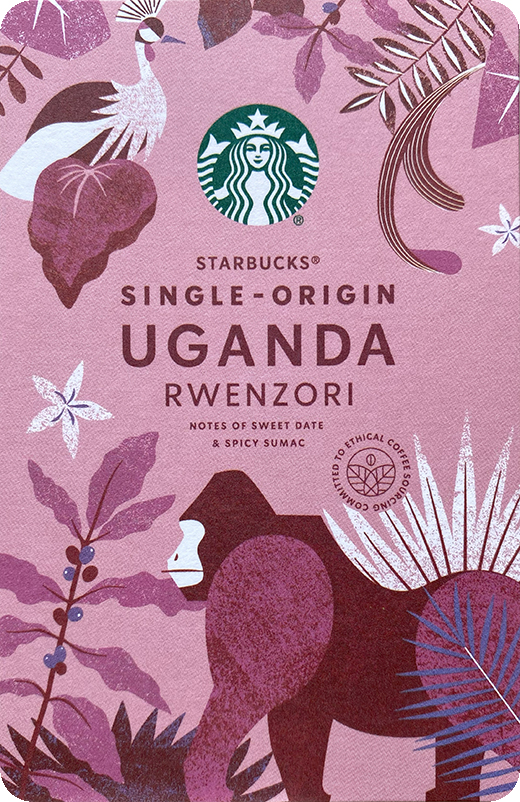 ®
STARBUCKS®
SINGLE-ORIGIN
UGANDA
RWENZORI
NOTES OF SWEET DATE
& SPICY SUMAC
COMMITTED TO ETHICAL COFFEE SOURCING